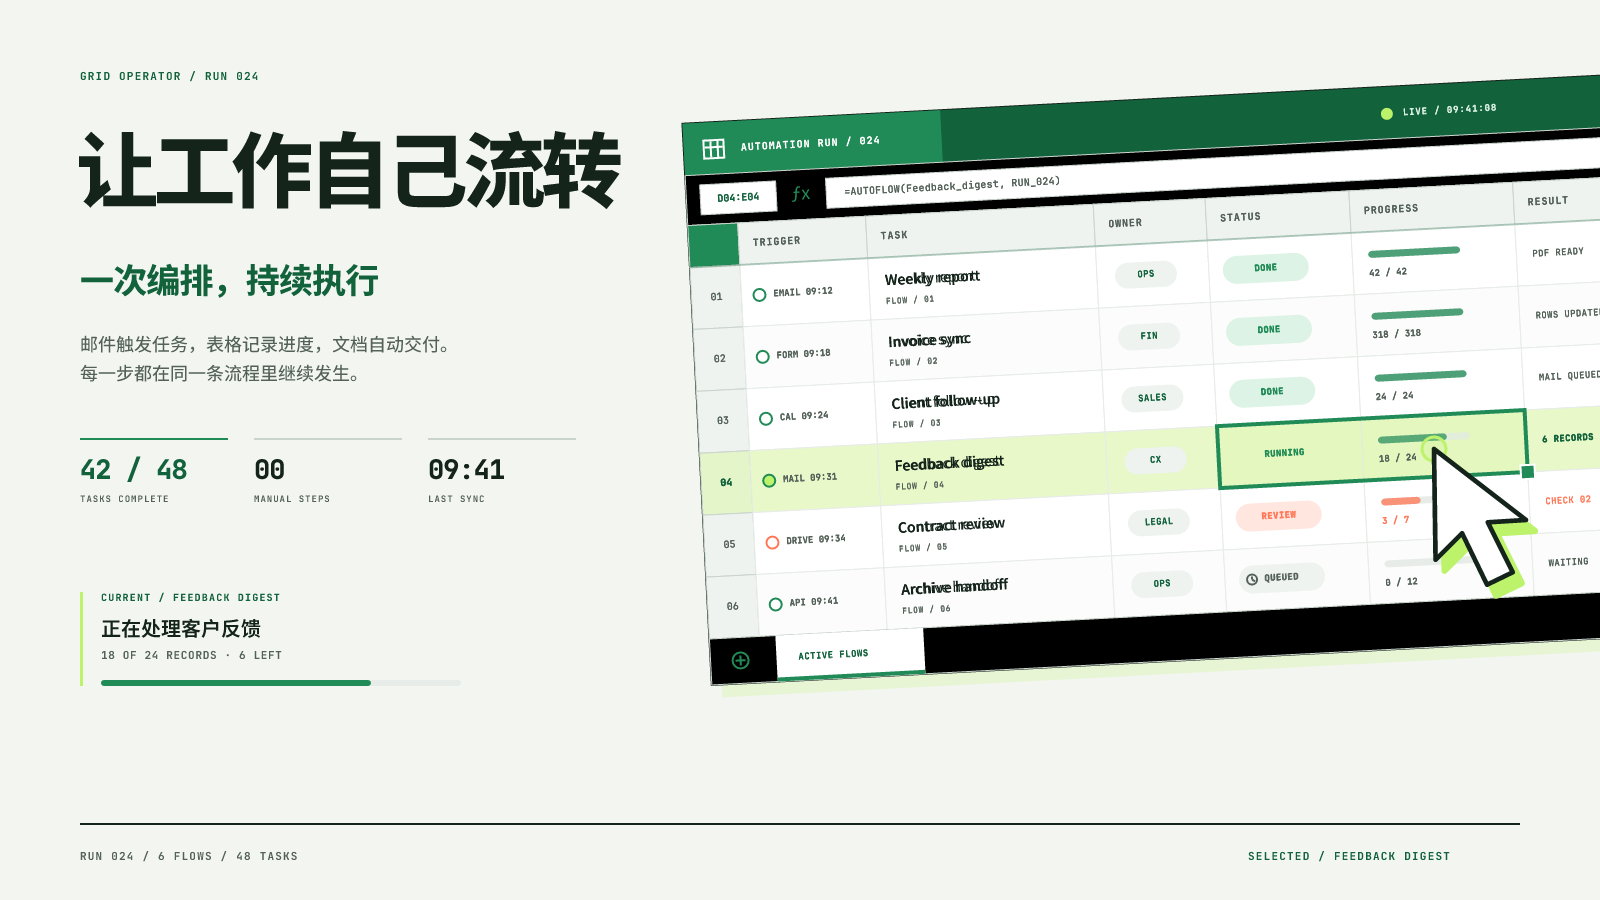 GRID OPERATOR / RUN 024
让工作自己流转
一次编排，持续执行
邮件触发任务，表格记录进度，文档自动交付。
每一步都在同一条流程里继续发生。
42 / 48
TASKS COMPLETE
00
MANUAL STEPS
09:41
LAST SYNC
CURRENT / FEEDBACK DIGEST
正在处理客户反馈
18 OF 24 RECORDS · 6 LEFT
AUTOMATION RUN / 024
LIVE / 09:41:08
D04:E04
ƒx
=AUTOFLOW(Feedback_digest, RUN_024)
TRIGGER TASK OWNER STATUS PROGRESS RESULT
01 EMAIL 09:12 Weekly report OPS DONE PDF READY
FLOW / 01 42 / 42
02 FORM 09:18 Invoice sync FIN DONE ROWS UPDATED
FLOW / 02 318 / 318
03 CAL 09:24 Client follow-up SALES DONE MAIL QUEUED
FLOW / 03 24 / 24
04 MAIL 09:31 Feedback digest CX RUNNING 6 RECORDS
FLOW / 04 18 / 24
05 DRIVE 09:34 Contract review LEGAL REVIEW CHECK 02
FLOW / 05 3 / 7
06 API 09:41 Archive handoff OPS QUEUED WAITING
FLOW / 06 0 / 12
ACTIVE FLOWS
RUN 024 / 6 FLOWS / 48 TASKS
SELECTED / FEEDBACK DIGEST